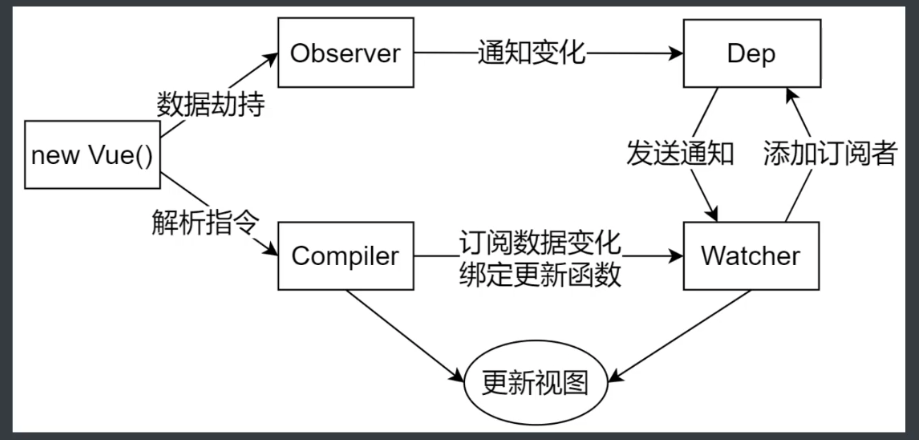 Observer
通知变化
Dep
数据劫持
new Vue()
发送通知
添加订阅者
解析指令
Compiler
订阅数据变化
绑定更新函数
Watcher
更新视图